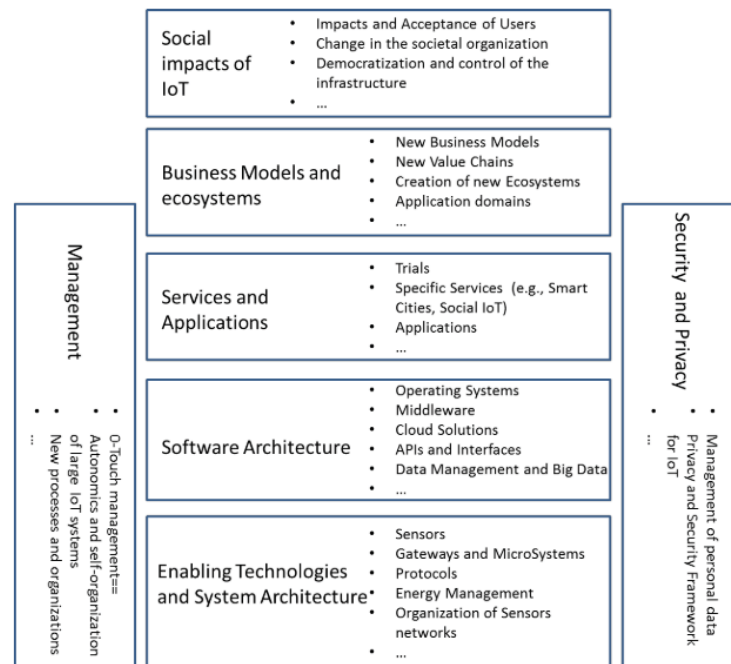 Social
impacts of
IoT
• Impacts and Acceptance of Users
• Change in the societal organization
• Democratization and control of the
infrastructure
• ...
Business Models and
ecosystems
• New Business Models
• New Value Chains
• Creation of new Ecosystems
• Application domains
• ...
Services and
Applications
• Trials
• Specific Services (e.g., Smart
Cities, Social IoT)
• Applications
• ...
Software Architecture
• Operating Systems
• Middleware
• Cloud Solutions
• APIs and Interfaces
• Data Management and Big Data
• ...
Enabling Technologies
and System Architecture
• Sensors
• Gateways and MicroSystems
• Protocols
• Energy Management
• Organization of Sensors
networks
• ...
Management
• 0-Touch management==
• Autonomics and self-organization
of large IoT systems
• New processes and organizations
• ...
Security and Privacy
• Management of personal data
• Privacy and Security Framework
for IoT
• ...